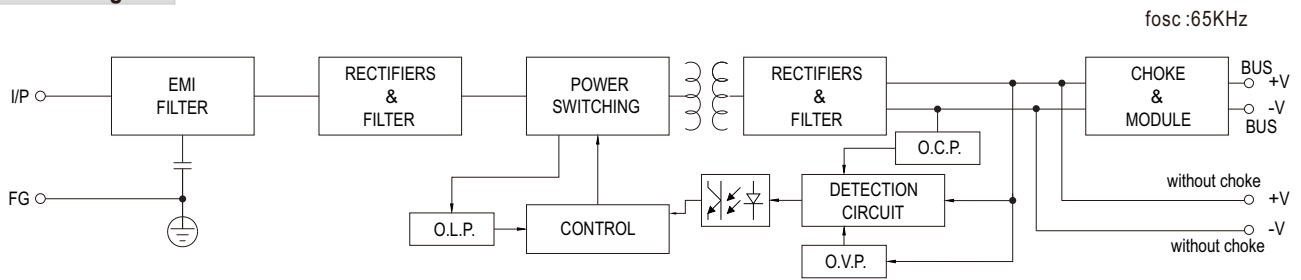 fosc :65KHz
I/P
EMI
FILTER
RECTIFIERS
&
FILTER
POWER
SWITCHING
RECTIFIERS
&
FILTER
CHOKE
&
MODULE
BUS
+V
-V
BUS
O.C.P.
FG
O.L.P.
CONTROL
DETECTION
CIRCUIT
O.V.P.
without choke
+V
-V
without choke